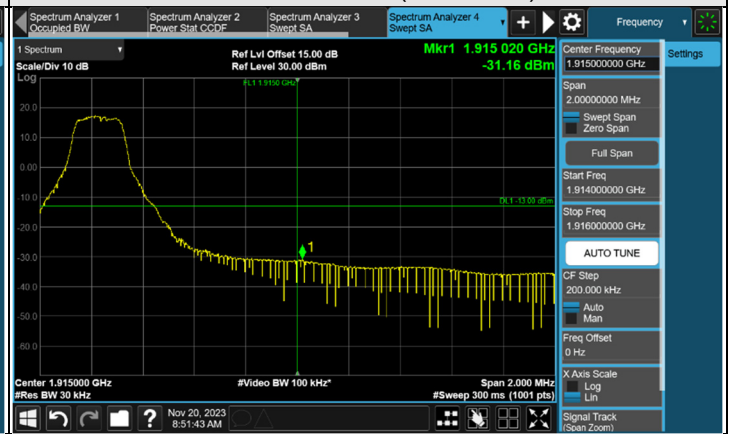 Spectrum Analyzer 1
Occupied BW
Spectrum Analyzer 2
Power Stat CCDF
Spectrum Analyzer 3
Swept SA
Spectrum Analyzer 4
Swept SA
Frequency
1 Spectrum
Scale/Div 10 dB
Log
Ref Lvl Offset 15.00 dB
Ref Level 30.00 dBm
Mkr1 1.915 020 GHz
-31.16 dBm
FL1 1.9150 GHz
20.0
10.0
0.00
-10.0
-20.0
-30.0
-40.0
-50.0
-60.0
DL1 -13.00 dBm
1
Center 1.915000 GHz
#Res BW 30 kHz
#Video BW 100 kHz*
Span 2.000 MHz
#Sweep 300 ms (1001 pts)
Center Frequency
1.915000000 GHz
Settings
Span
2.00000000 MHz
Swept Span
Zero Span
Full Span
Start Freq
1.914000000 GHz
Stop Freq
1.916000000 GHz
AUTO TUNE
CF Step
200.000 kHz
Auto
Man
Freq Offset
0 Hz
X Axis Scale
Log
Lin
Signal Track
(Span Zoom)
?
Nov 20, 2023
8:51:43 AM